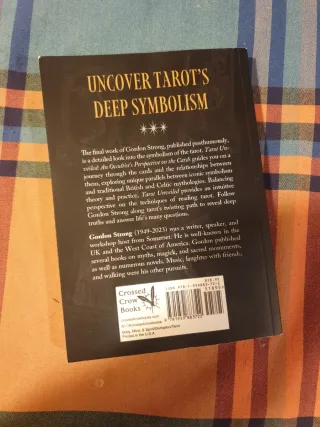 UNCOVER TAROT'S
DEEP SYMBOLISM
The final work of Gordon Strong, published posthumously,
is a detailed look into the symbolism of the tarot. Tarot Un-
veiled: An Occultist's Perspective to the Cards guides you on a
journey through the cards and the relationships between
them, exploring unique parallels between iconic symbolism
and traditional British and Celtic mythologies. Balancing
theory and practice, Tarot Unveiled provides an intuitive
perspective on the techniques of reading tarot. Follow
Gordon Strong along tarot's twisting path to reveal deep
truths and answer life's many questions.
Gordon Strong (1949-2023) was a writer, speaker, and
workshop host from Somerset. He is well-known in the
UK and the West Coast of America. Gordon published
several books on myths, magick, and sacred monuments,
as well as numerous novels. Music, laughter with friends,
and walking were his other pursuits.
Crossed
Crow
Books
Printed in the U.S.A.